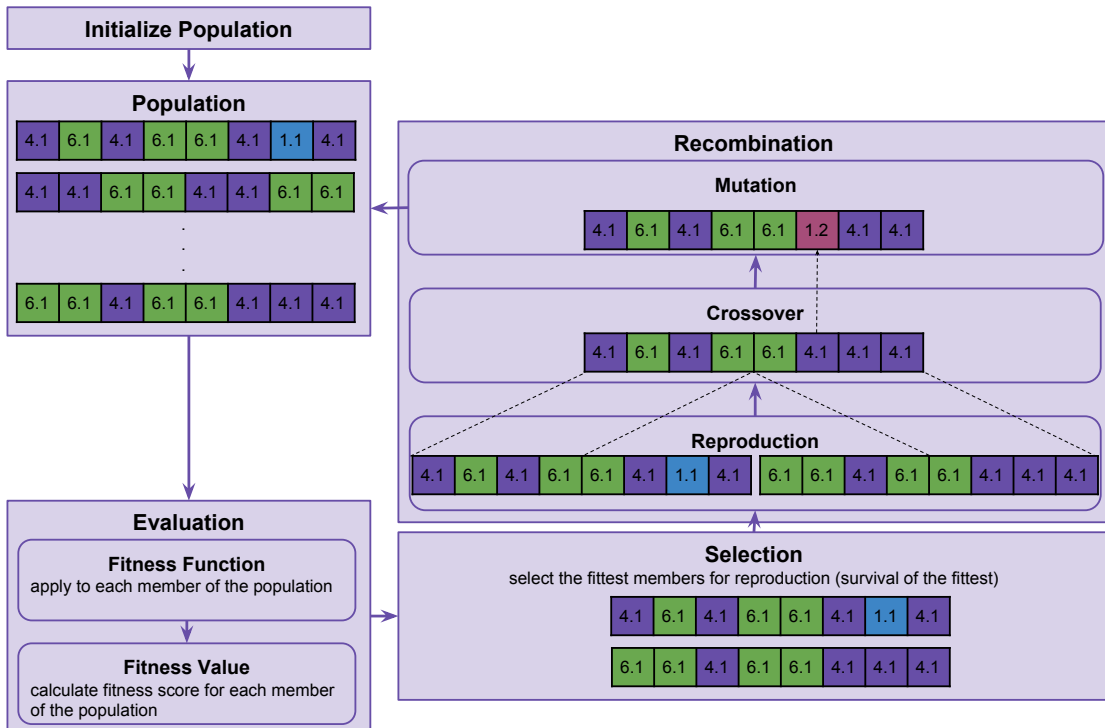 Initialize Population
Population
4.1 6.1 4.1 6.1 6.1 4.1 1.1 4.1
4.1 4.1 6.1 6.1 4.1 4.1 6.1 6.1
.
.
.
6.1 6.1 4.1 6.1 6.1 4.1 4.1 4.1
Evaluation
Fitness Function
apply to each member of the population
Fitness Value
calculate fitness score for each member
of the population
Recombination
Mutation
4.1 6.1 4.1 6.1 6.1 1.2 4.1 4.1
Crossover
4.1 6.1 4.1 6.1 6.1 4.1 4.1 4.1
Reproduction
4.1 6.1 4.1 6.1 6.1 4.1 1.1 4.1 6.1 6.1 4.1 6.1 6.1 4.1 4.1 4.1
Selection
select the fittest members for reproduction (survival of the fittest)
4.1 6.1 4.1 6.1 6.1 4.1 1.1 4.1
6.1 6.1 4.1 6.1 6.1 4.1 4.1 4.1